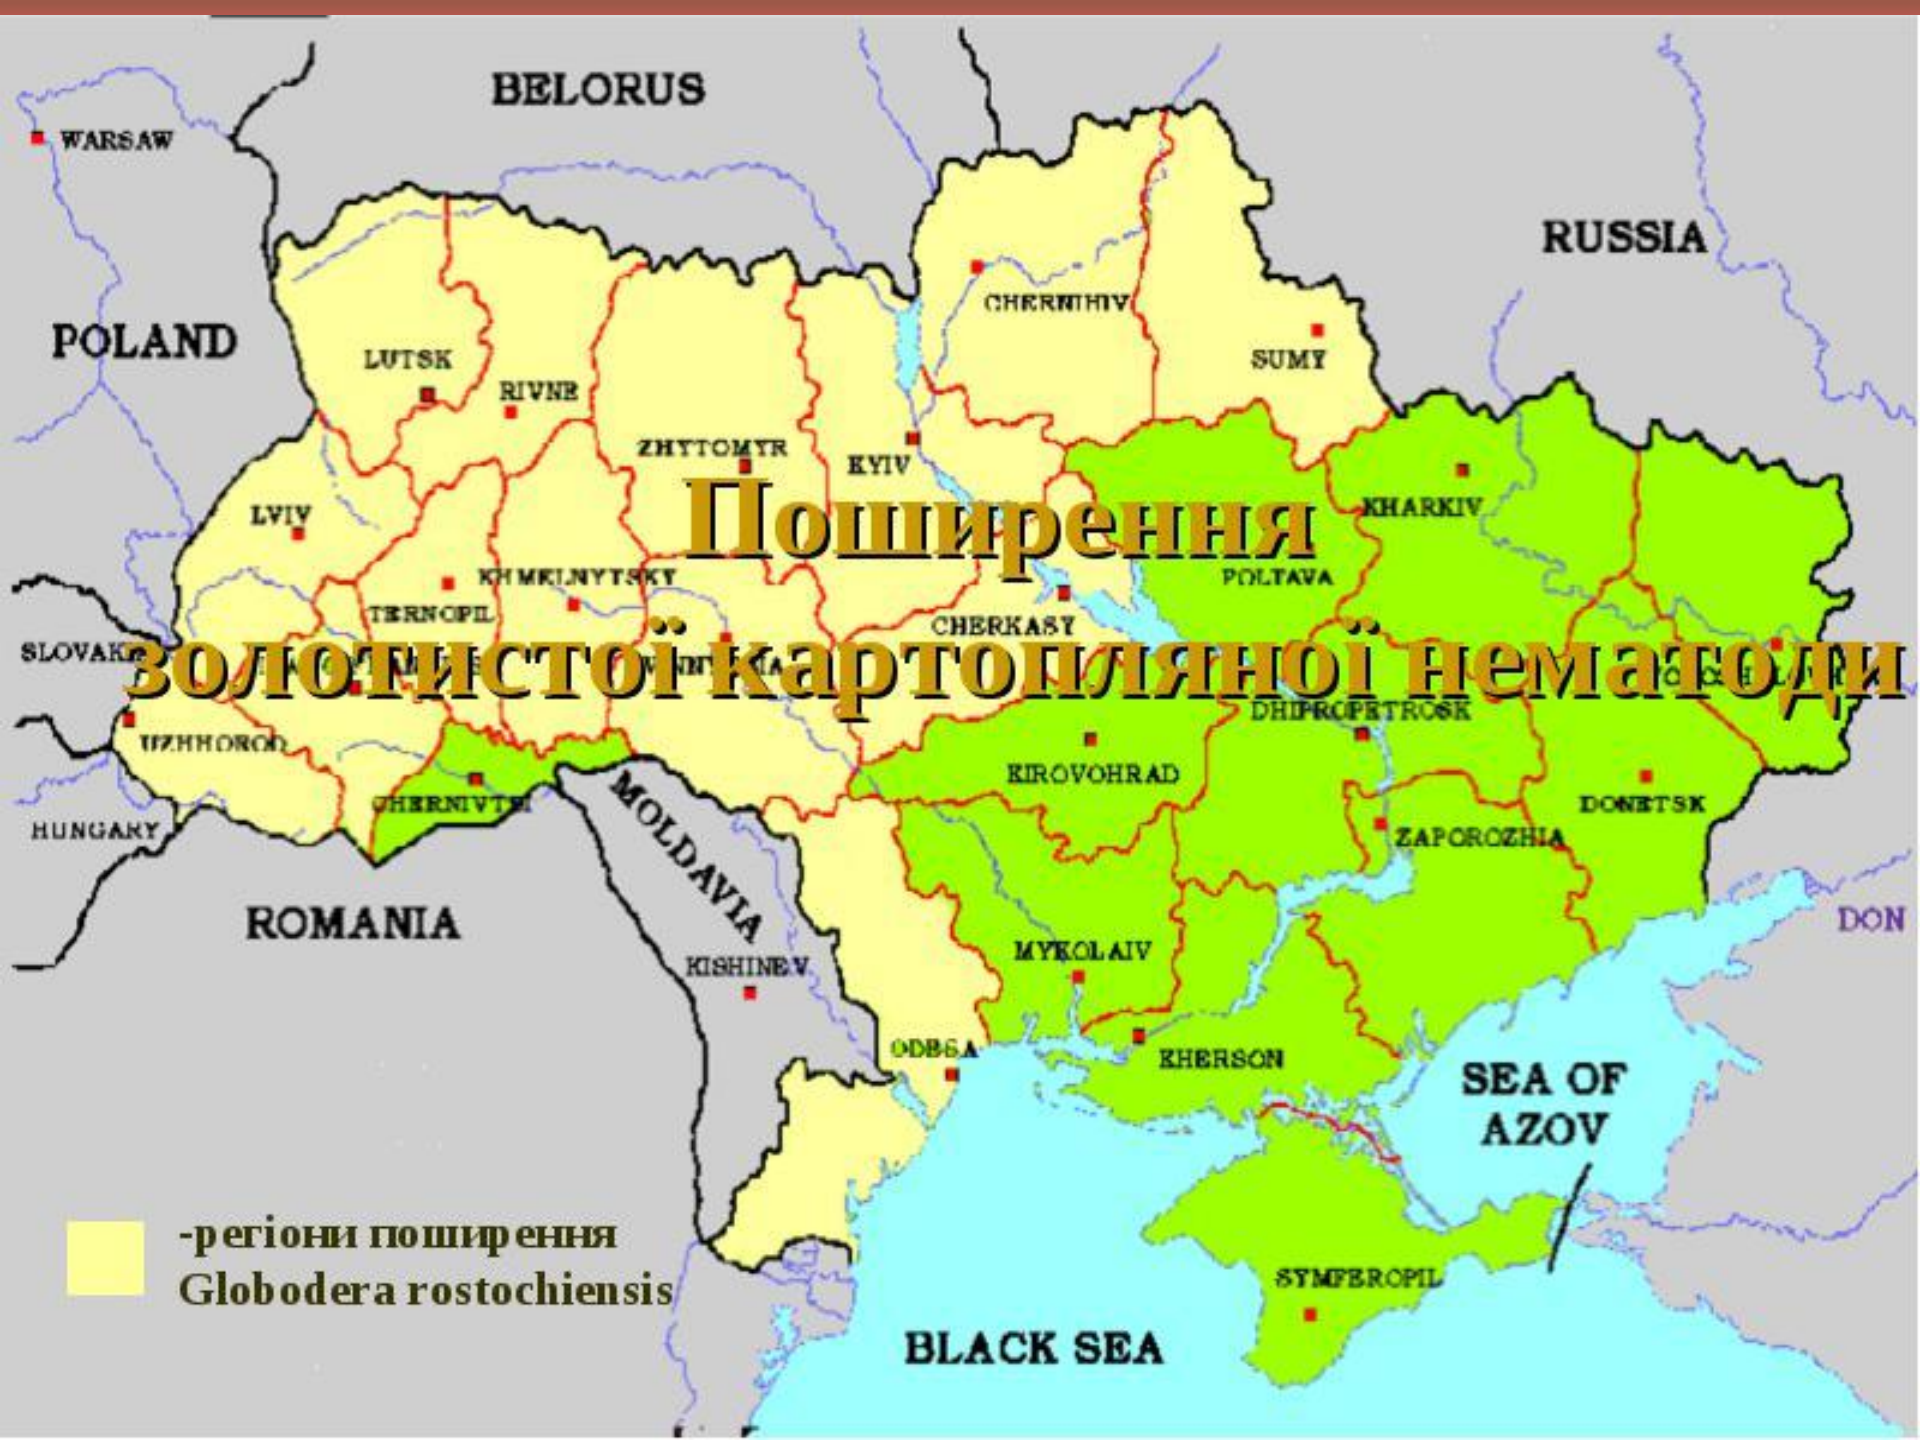 BELORUS
WARSAW
RUSSIA
CHERNIHIV
POLAND
LUTSK
SUMY
RIVNE
ZHYTOMYR
KYIV
LVIV
KHARKIV
Поширення
KHMELNYTSKY
POLTAVA
TERNOPIL
CHERKASY
золотистої картопляної нематоди
DHIPROPETROSK
UZHHOROD
KIROVOHRAD
CHERNIVTSI
DONETSK
HUNGARY
ZAPOROZHIA
MOLDAVIA
ROMANIA
DON
MYKOLAIV
KISHINEV
ODESA
KHERSON
SEA OF
AZOV
-регіони поширення
Globodera rostochiensis
SYMFEROPIL
BLACK SEA